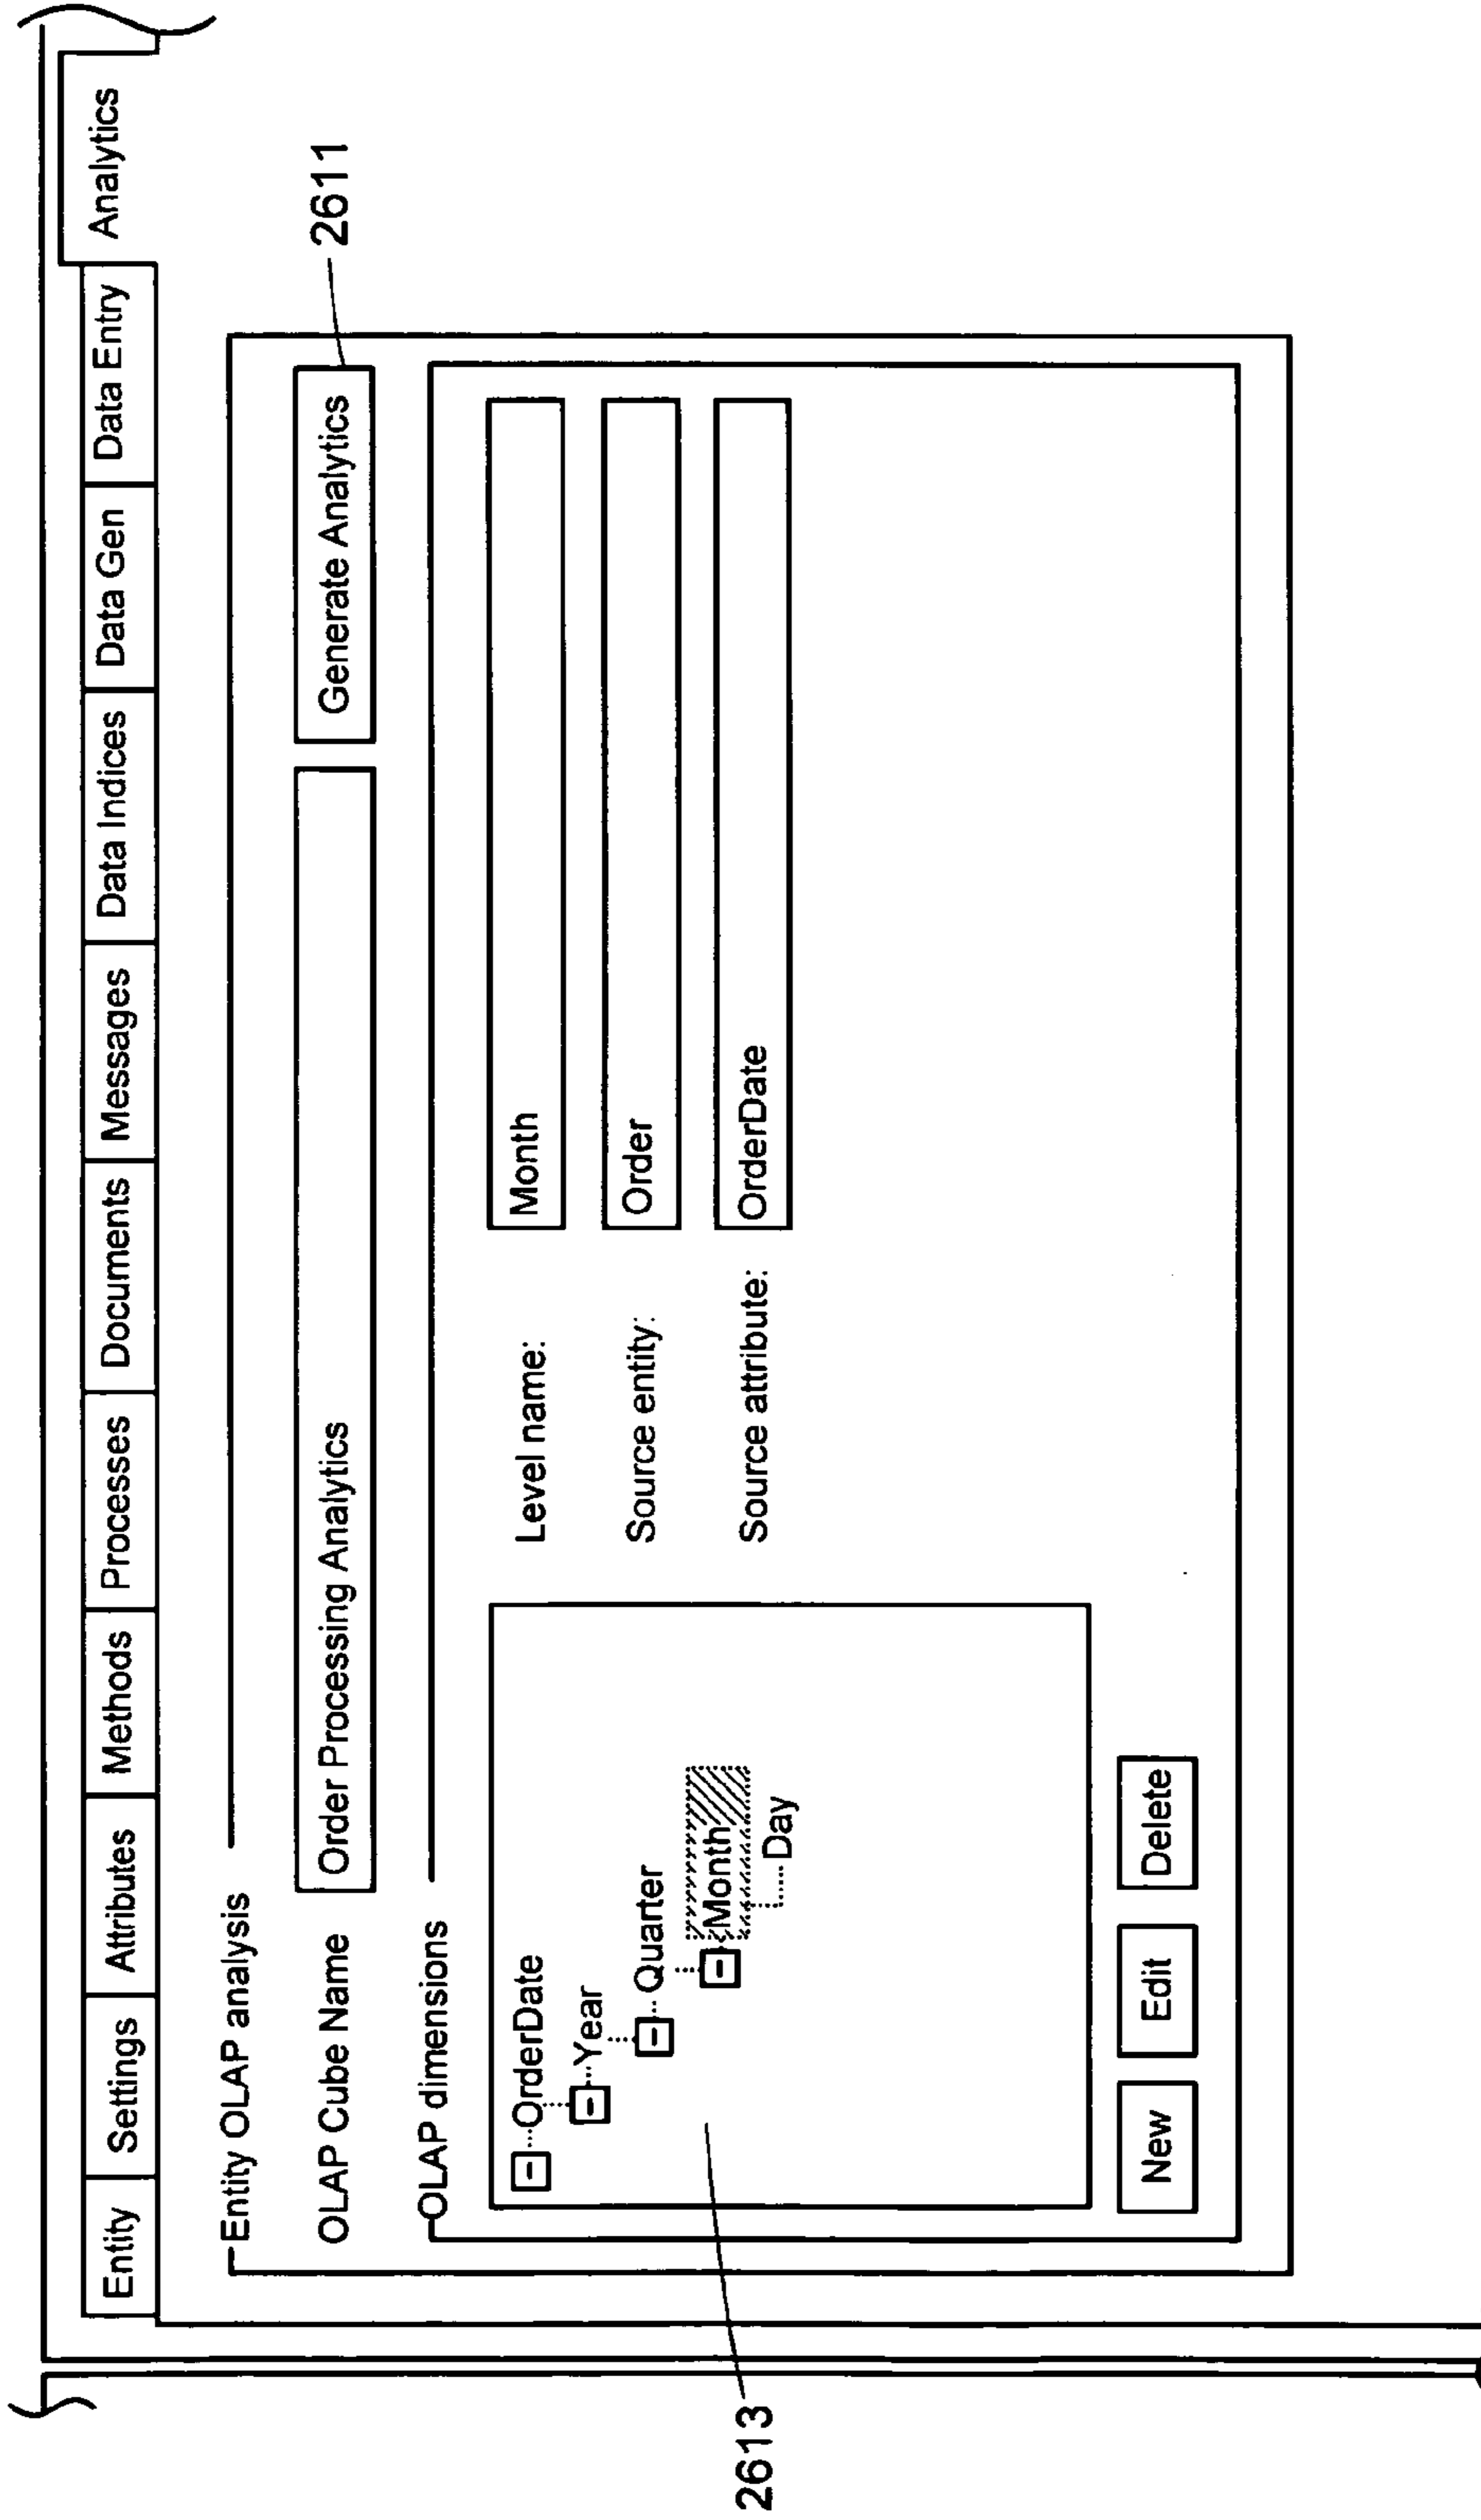 Entity Settings Attributes Methods Processes Documents Messages Data Indices Data Gen Data Entry Analytics
Entity OLAP analysis
OLAP Cube Name Order Processing Analytics Generate Analytics
2611
OLAP dimensions
OrderDate
Year
Quarter
Month
Day
Level name: Month
Source entity: Order
Source attribute: OrderDate
New Edit Delete
2613